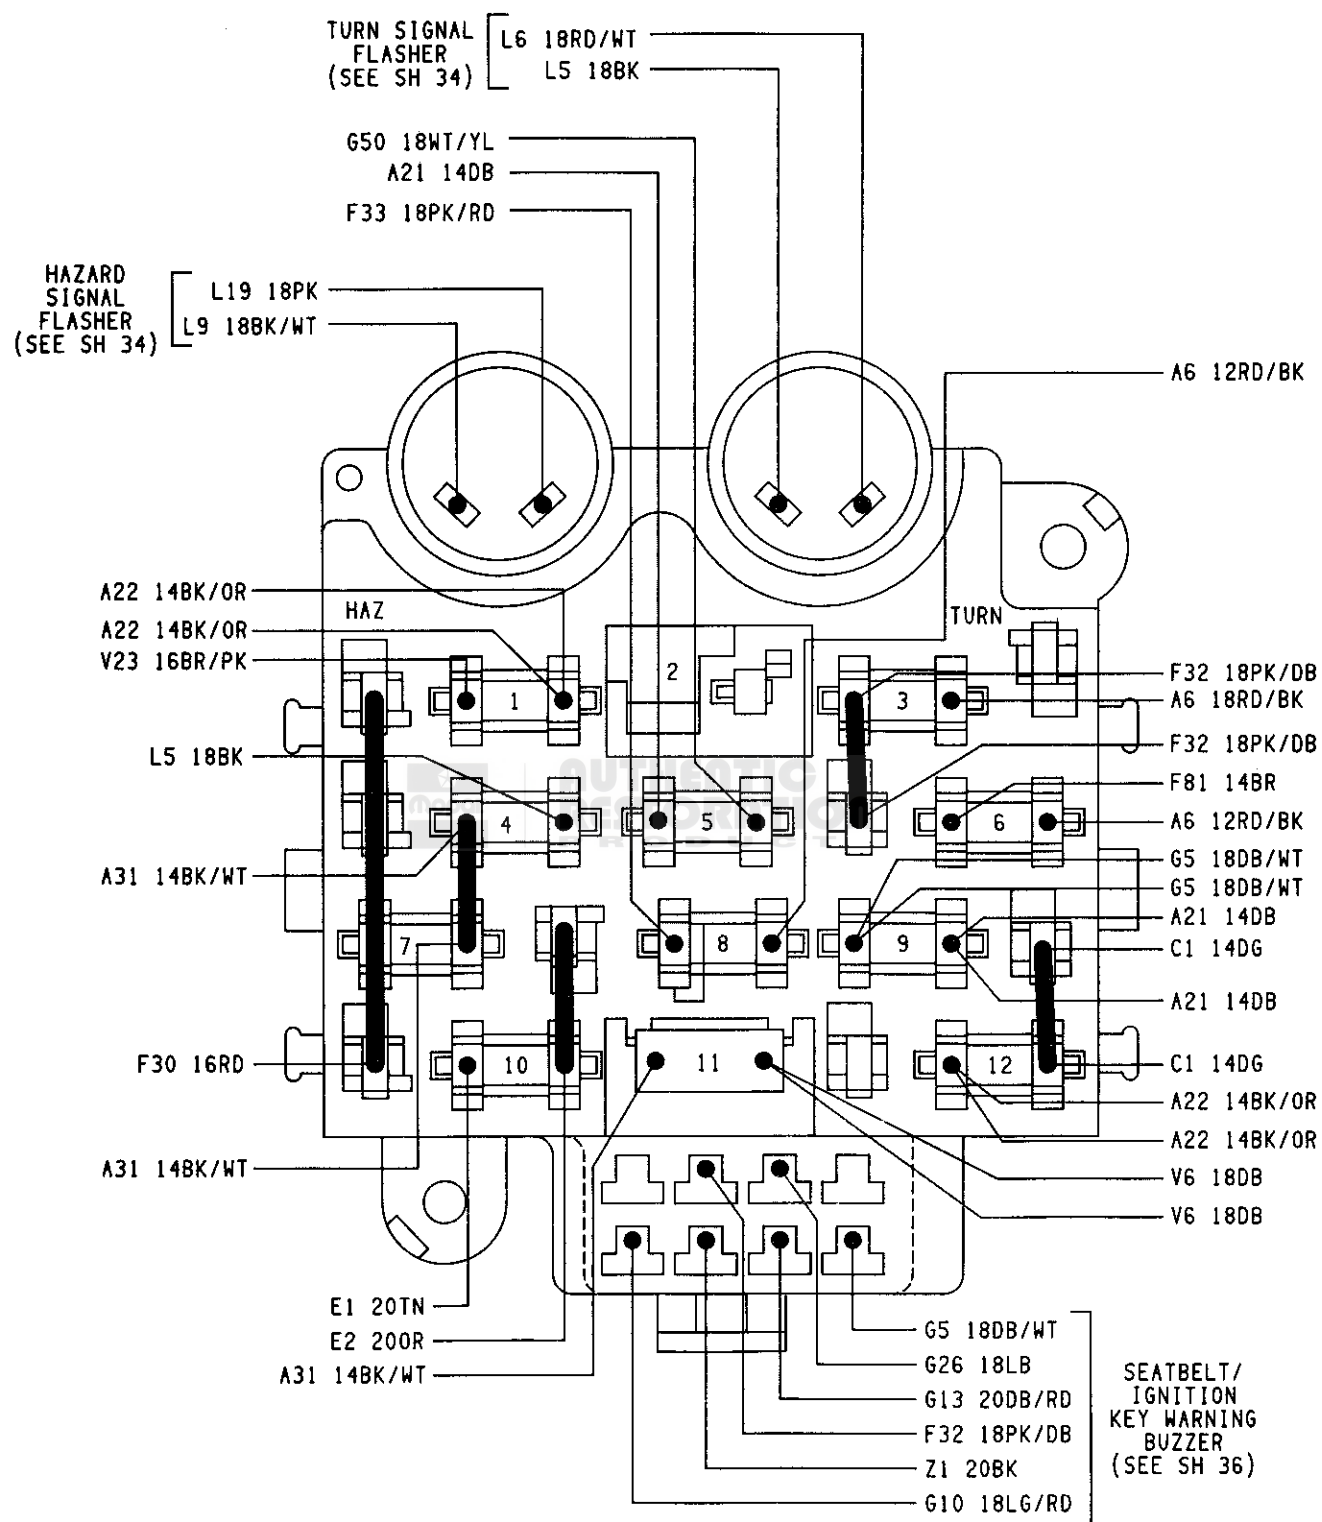 TURN SIGNAL
FLASHER
(SEE SH 34)
L6 18RD/WT
L5 18BK
G50 18WT/YL
A21 14DB
F33 18PK/RD
HAZARD
SIGNAL
FLASHER
(SEE SH 34)
L19 18PK
L9 18BK/WT
A6 12RD/BK
A22 14BK/OR
HAZ
TURN
A22 14BK/OR
V23 16BR/PK
1
2
3
F32 18PK/DB
A6 18RD/BK
F32 18PK/DB
L5 18BK
AUTHENTIC
RESTORATION
PRODUCT
F81 14BR
4
5
6
A6 12RD/BK
G5 18DB/WT
A31 14BK/WT
G5 18DB/WT
A21 14DB
7
8
9
C1 14DG
A21 14DB
F30 16RD
10
11
12
C1 14DG
A22 14BK/OR
A22 14BK/OR
A31 14BK/WT
V6 18DB
V6 18DB
E1 20TN
E2 20OR
A31 14BK/WT
G5 18DB/WT
G26 18LB
G13 20DB/RD
F32 18PK/DB
Z1 20BK
G10 18LG/RD
SEATBELT/
IGNITION
KEY WARNING
BUZZER
(SEE SH 36)